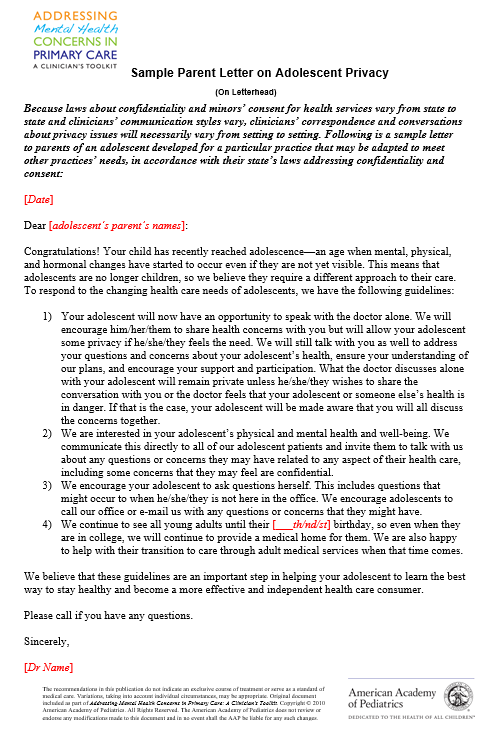 ADDRESSING
Mental Health
CONCERNS IN
PRIMARY CARE
A CLINICIAN'S TOOLKIT
Sample Parent Letter on Adolescent Privacy
(On Letterhead)
Because laws about confidentiality and minors' consent for health services vary from state to
state and clinicians' communication styles vary, clinicians' correspondence and conversations
about privacy issues will necessarily vary from setting to setting. Following is a sample letter
to parents of an adolescent developed for a particular practice that may be adapted to meet
other practices' needs, in accordance with their state's laws addressing confidentiality and
consent:
[Date]
Dear [adolescent's parent's names]:
Congratulations! Your child has recently reached adolescence—an age when mental, physical,
and hormonal changes have started to occur even if they are not yet visible. This means that
adolescents are no longer children, so we believe they require a different approach to their care.
To respond to the changing health care needs of adolescents, we have the following guidelines:
1) Your adolescent will now have an opportunity to speak with the doctor alone. We will
encourage him/her/them to share health concerns with you but will allow your adolescent
some privacy if he/she/they feels the need. We will still talk with you as well to address
your questions and concerns about your adolescent's health, ensure your understanding of
our plans, and encourage your support and participation. What the doctor discusses alone
with your adolescent will remain private unless he/she/they wishes to share the
conversation with you or the doctor feels that your adolescent or someone else's health is
in danger. If that is the case, your adolescent will be made aware that you will all discuss
the concerns together.
2) We are interested in your adolescent's physical and mental health and well-being. We
communicate this directly to all of our adolescent patients and invite them to talk with us
about any questions or concerns they may have related to any aspect of their health care,
including some concerns that they may feel are confidential.
3) We encourage your adolescent to ask questions herself. This includes questions that
might occur to when he/she/they is not here in the office. We encourage adolescents to
call our office or e-mail us with any questions or concerns that they might have.
4) We continue to see all young adults until their [___th/nd/st] birthday, so even when they
are in college, we will continue to provide a medical home for them. We are also happy
to help with their transition to care through adult medical services when that time comes.
We believe that these guidelines are an important step in helping your adolescent to learn the best
way to stay healthy and become a more effective and independent health care consumer.
Please call if you have any questions.
Sincerely,
[Dr Name]
The recommendations in this publication do not indicate an exclusive course of treatment or serve as a standard of
medical care. Variations, taking into account individual circumstances, may be appropriate. Original document
included as part of Addressing Mental Health Concerns in Primary Care: A Clinician's Toolkit. Copyright © 2010
American Academy of Pediatrics. All Rights Reserved. The American Academy of Pediatrics does not review or
endorse any modifications made to this document and in no event shall the AAP be liable for any such changes.
American Academy
of Pediatrics
DEDICATED TO THE HEALTH OF ALL CHILDREN®